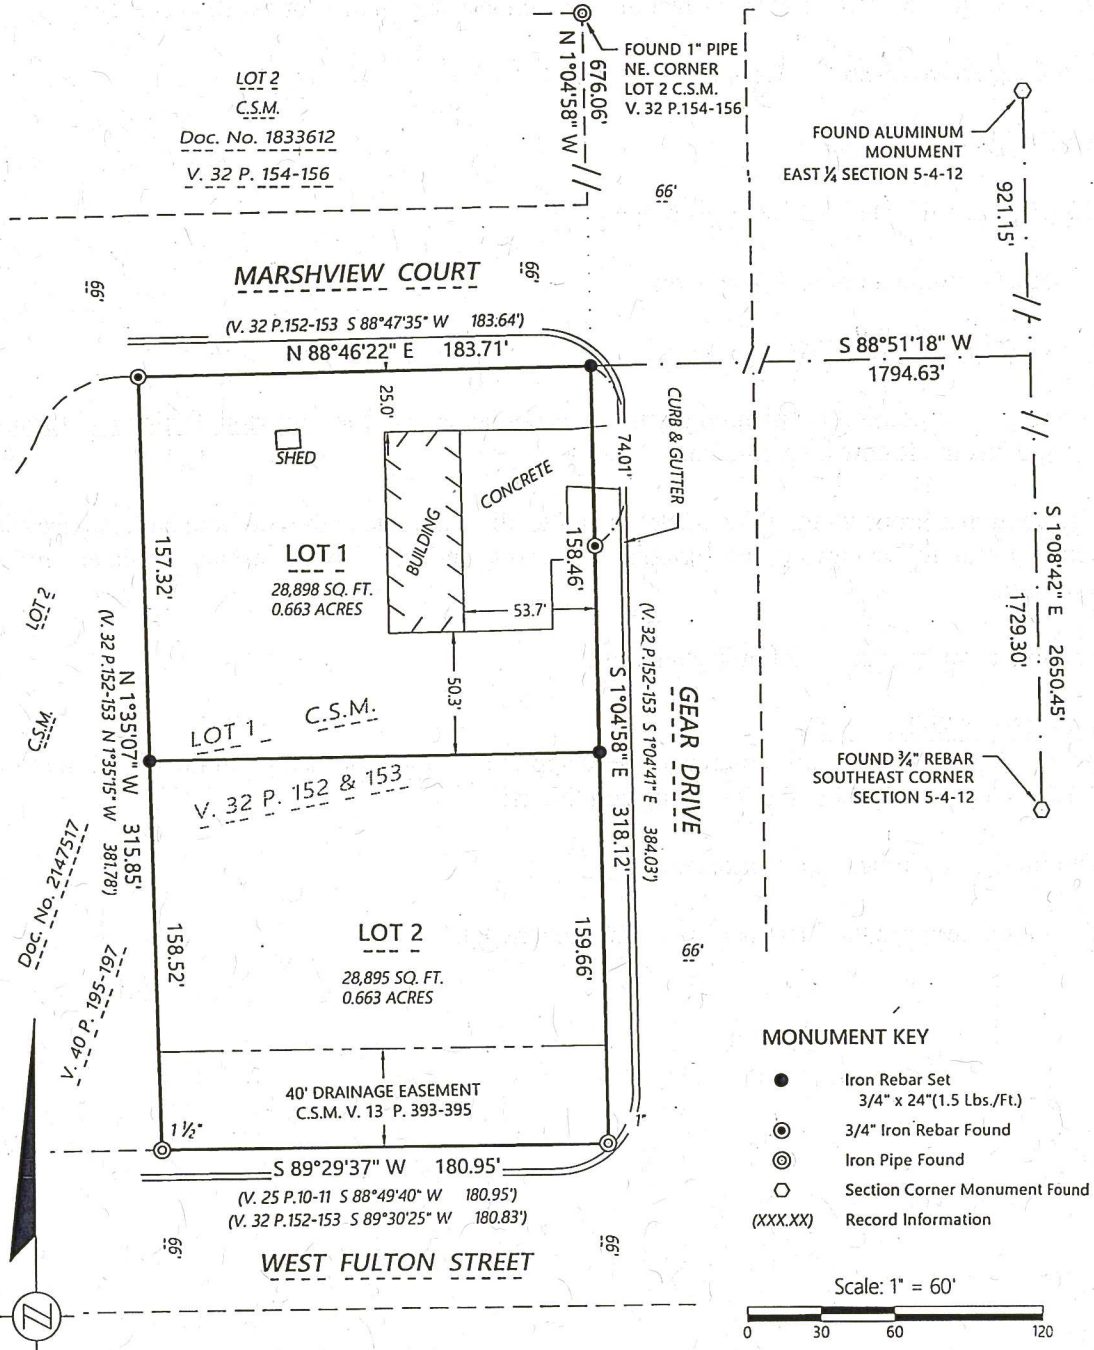 FOUND 1" PIPE
NE. CORNER
LOT 2 C.S.M.
V. 32 P.154-156
N 1°04'58" W
676.06'
LOT 2
C.S.M.
Doc. No. 1833612
V. 32 P. 154-156
FOUND ALUMINUM
MONUMENT
EAST ¼ SECTION 5-4-12
921.15'
66'
MARSHVIEW COURT
66'
66'
(V. 32 P.152-153 S 88°47'35" W 183.64')
N 88°46'22" E 183.71'
S 88°51'18" W
1794.63'
25.0'
SHED
BUILDING
CONCRETE
74.01'
CURB & GUTTER
158.46'
157.32'
LOT 1
28,898 SQ. FT.
0.663 ACRES
53.7'
50.3'
S 1°08'42" E 2650.45'
1729.30'
LOT 2
C.S.M.
Doc. No. 2147517
V. 40 P. 195-197
(V. 32 P.152-153 N 1°35'15" W 381.78')
N 1°35'07" W 315.85'
LOT 1 C.S.M.
V. 32 P. 152 & 153
S 1°04'58" E 318.12'
(V. 32 P.152-153 S 1°04'41" E 384.03')
GEAR DRIVE
FOUND ¾" REBAR
SOUTHEAST CORNER
SECTION 5-4-12
158.52'
LOT 2
28,895 SQ. FT.
0.663 ACRES
159.66'
66'
40' DRAINAGE EASEMENT
C.S.M. V. 13 P. 393-395
1 ½"
1"
S 89°29'37" W 180.95'
(V. 25 P.10-11 S 88°49'40" W 180.95')
(V. 32 P.152-153 S 89°30'25" W 180.83')
66'
66'
WEST FULTON STREET
N
MONUMENT KEY
Iron Rebar Set
3/4" x 24"(1.5 Lbs./Ft.)
3/4" Iron Rebar Found
Iron Pipe Found
Section Corner Monument Found
(XXX.XX) Record Information
Scale: 1" = 60'
0 30 60 120